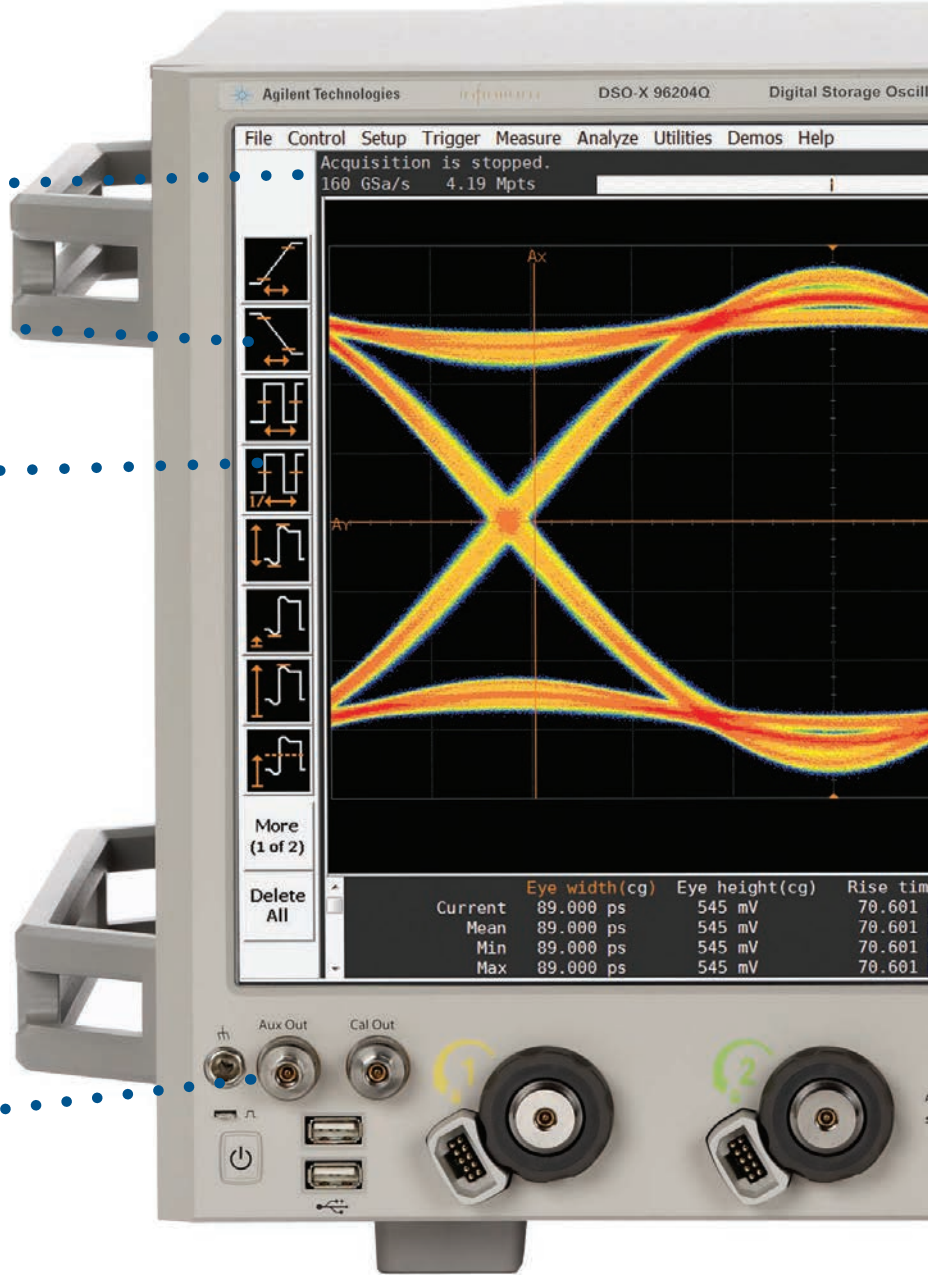 Agilent Technologies
infiniium
DSO-X 96204Q
Digital Storage Oscill
File Control Setup Trigger Measure Analyze Utilities Demos Help
Acquisition is stopped.
160 GSa/s 4.19 Mpts
Ax
Ay
1/
More
(1 of 2)
Delete
All
Eye width(cg) Eye height(cg) Rise tim
Current 89.000 ps 545 mV 70.601
Mean 89.000 ps 545 mV 70.601
Min 89.000 ps 545 mV 70.601
Max 89.000 ps 545 mV 70.601
Aux Out
Cal Out
1
2